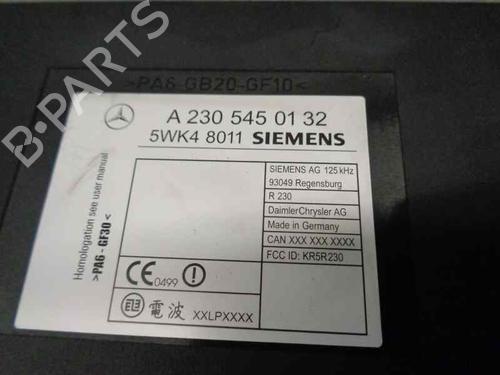 >PA6 GB20-GF10<
A 230 545 01 32
5WK4 8011 SIEMENS
Homologation see user manual
>PA6 - GF30<
SIEMENS AG 125 kHz
93049 Regensburg
R 230
DaimlerChrysler AG
Made in Germany
CAN XXX XXX XXXX
FCC ID: KR5R230
CE 0499
電波 XXLPXXXX
B-PARTS